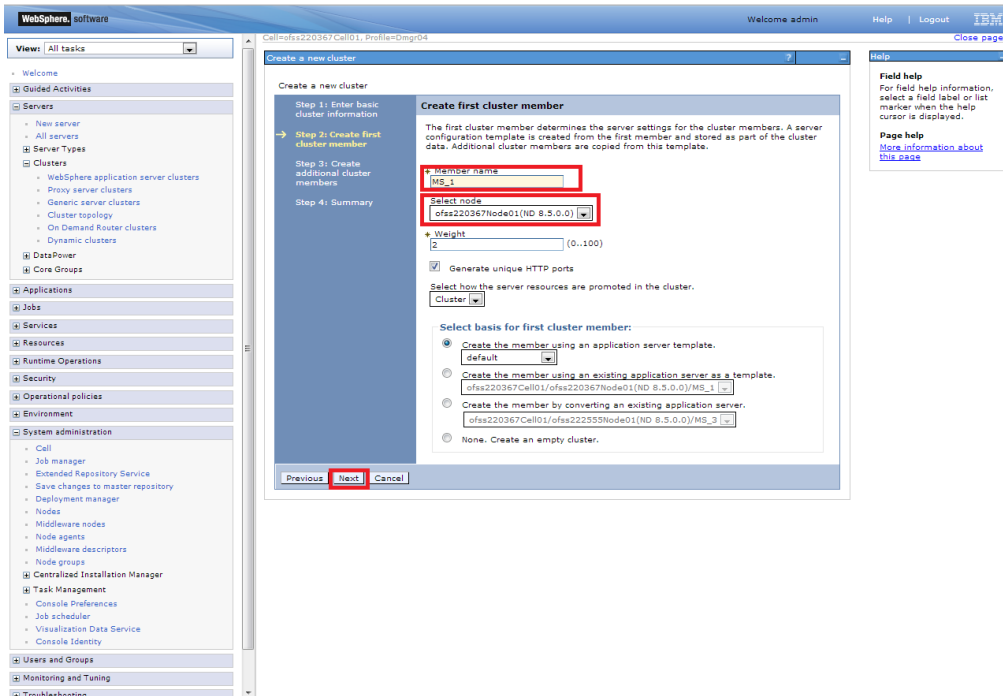 WebSphere. software
Welcome admin
Help | Logout
IBM
View: All tasks
Welcome
Guided Activities
Servers
New server
All servers
Server Types
Clusters
WebSphere application server clusters
Proxy server clusters
Generic server clusters
Cluster topology
On Demand Router clusters
Dynamic clusters
DataPower
Core Groups
Applications
Jobs
Services
Resources
Runtime Operations
Security
Operational policies
Environment
System administration
Cell
Job manager
Extended Repository Service
Save changes to master repository
Deployment manager
Nodes
Middleware nodes
Node agents
Middleware descriptors
Node groups
Centralized Installation Manager
Task Management
Console Preferences
Job scheduler
Visualization Data Service
Console Identity
Users and Groups
Monitoring and Tuning
Troubleshooting
Cell=ofss220367Cell01, Profile=Dmgr04
Close page
Create a new cluster
?
Create a new cluster
Step 1: Enter basic
cluster information
Step 2: Create first
cluster member
Step 3: Create
additional cluster
members
Step 4: Summary
Create first cluster member
The first cluster member determines the server settings for the cluster members. A server
configuration template is created from the first member and stored as part of the cluster
data. Additional cluster members are copied from this template.
Member name
MS_1
Select node
ofss220367Node01(ND 8.5.0.0)
Weight
2 (0..100)
Generate unique HTTP ports
Select how the server resources are promoted in the cluster.
Cluster
Select basis for first cluster member:
Create the member using an application server template.
default
Create the member using an existing application server as a template.
ofss220367Cell01/ofss220367Node01(ND 8.5.0.0)/MS_1
Create the member by converting an existing application server.
ofss220367Cell01/ofss222555Node01(ND 8.5.0.0)/MS_3
None. Create an empty cluster.
Previous Next Cancel
Help
Field help
For field help information,
select a field label or list
marker when the help
cursor is displayed.
Page help
More information about
this page